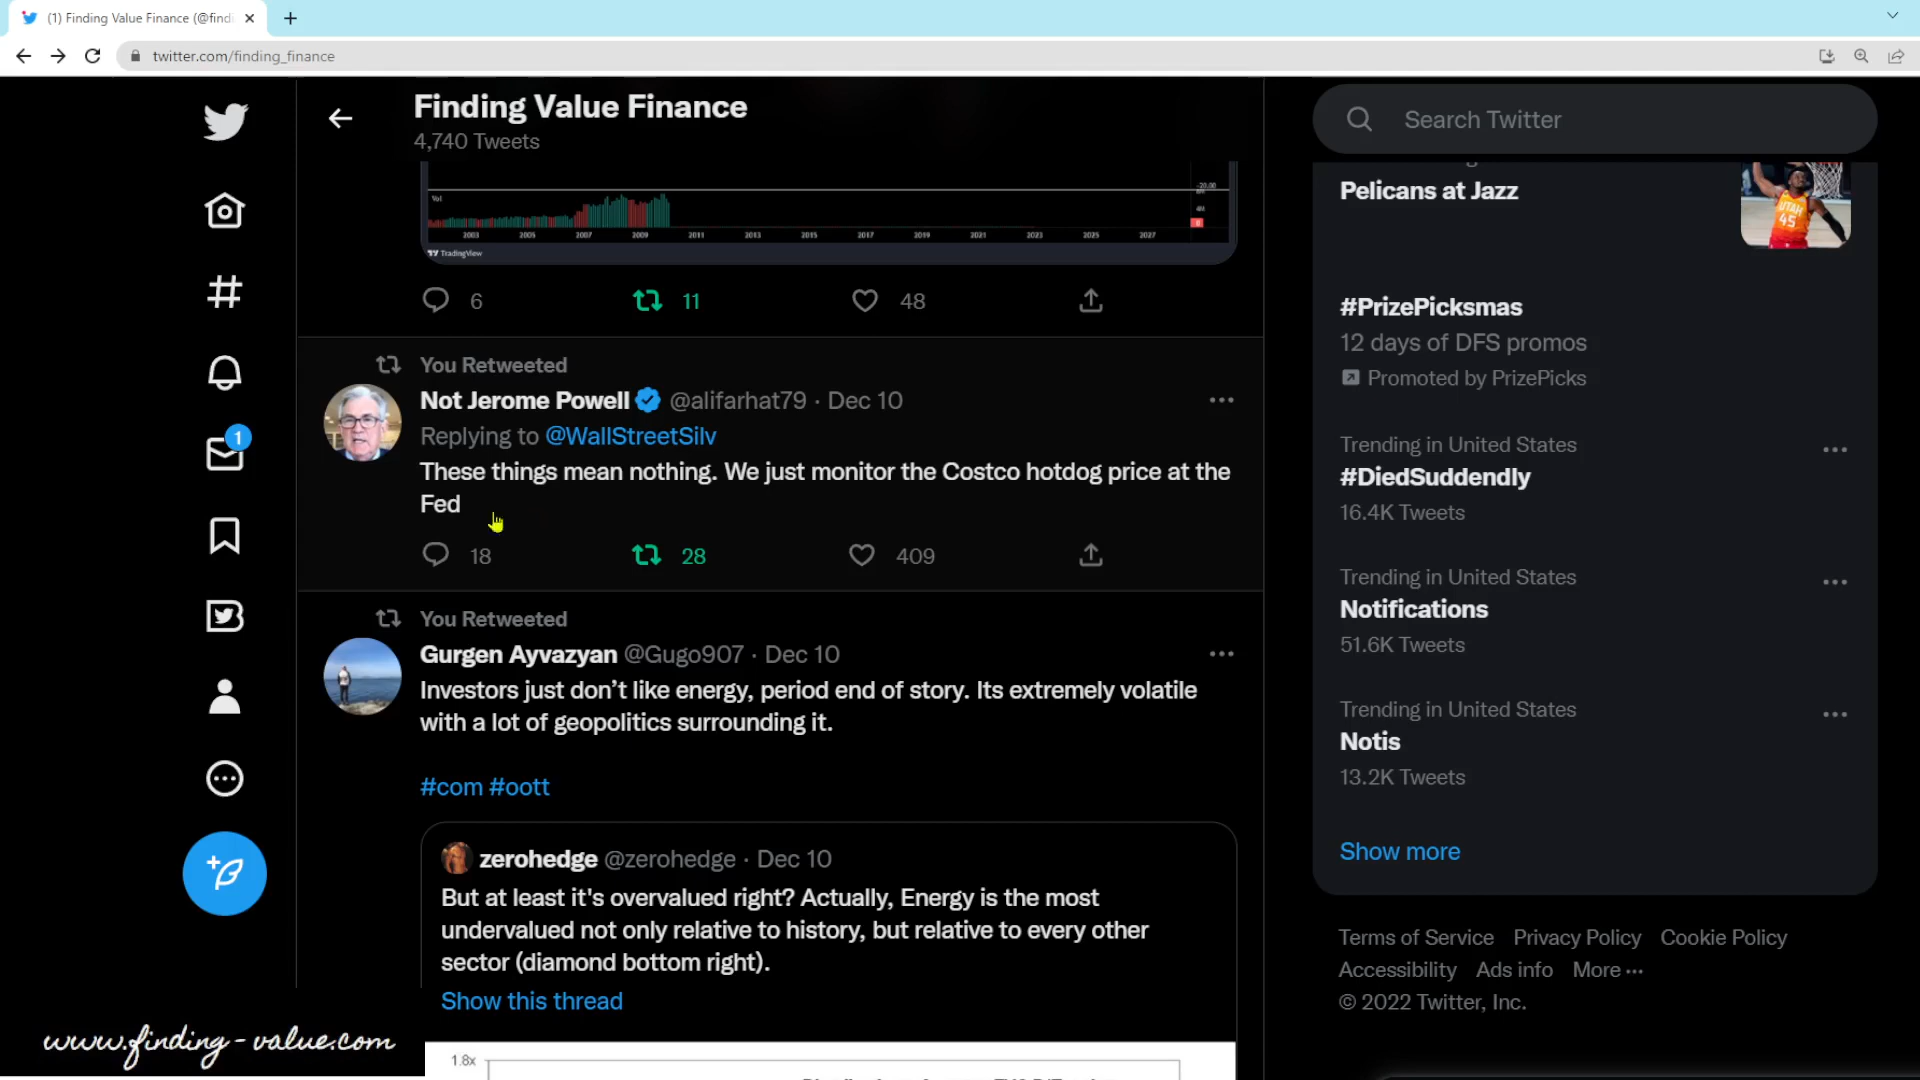 (1) Finding Value Finance (@findi
twitter.com/finding_finance
Finding Value Finance
4,740 Tweets
Search Twitter
Vol
-20.00
4M
0
2003 2005 2007 2009 2011 2013 2015 2017 2019 2021 2023 2025 2027
TradingView
6 11 48
You Retweeted
Not Jerome Powell @alifarhat79 · Dec 10
Replying to @WallStreetSilv
These things mean nothing. We just monitor the Costco hotdog price at the
Fed
18 28 409
You Retweeted
Gurgen Ayvazyan @Gugo907 · Dec 10
Investors just don’t like energy, period end of story. Its extremely volatile
with a lot of geopolitics surrounding it.
#com #oott
zerohedge @zerohedge · Dec 10
But at least it's overvalued right? Actually, Energy is the most
undervalued not only relative to history, but relative to every other
sector (diamond bottom right).
Show this thread
1.8x
1
Pelicans at Jazz
UTAH
45
#PrizePicksmas
12 days of DFS promos
Promoted by PrizePicks
Trending in United States
#DiedSuddendly
16.4K Tweets
Trending in United States
Notifications
51.6K Tweets
Trending in United States
Notis
13.2K Tweets
Show more
Terms of Service Privacy Policy Cookie Policy
Accessibility Ads info More ···
© 2022 Twitter, Inc.
www.finding-value.com